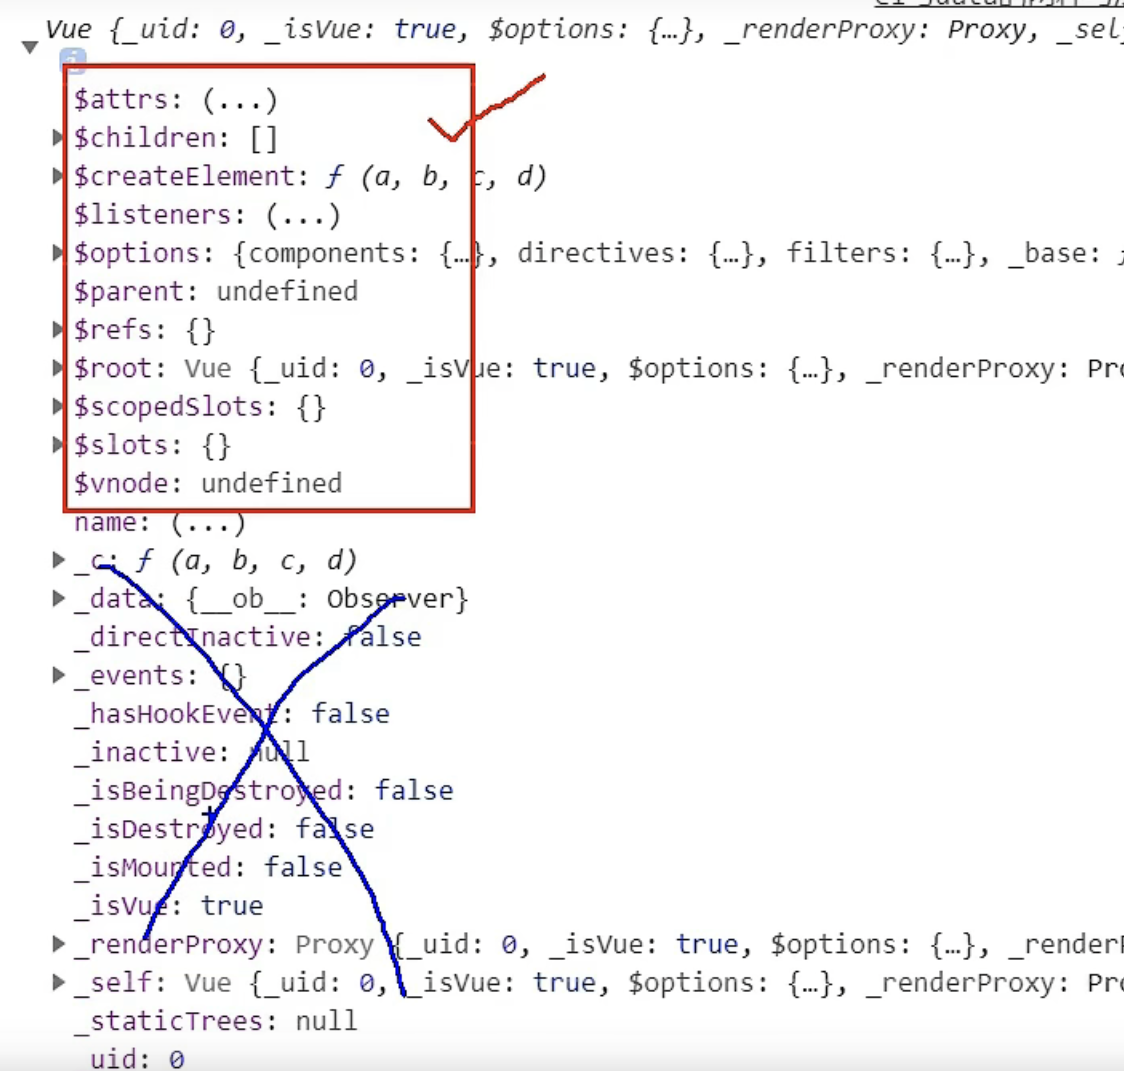 Vue {_uid: 0, _isVue: true, $options: {…}, _renderProxy: Proxy, _sel
i
$attrs: (...)
$children: []
$createElement: ƒ (a, b, c, d)
$listeners: (...)
$options: {components: {…}, directives: {…}, filters: {…}, _base:
$parent: undefined
$refs: {}
$root: Vue {_uid: 0, _isVue: true, $options: {…}, _renderProxy: Pro
$scopedSlots: {}
$slots: {}
$vnode: undefined
name: (...)
_c: ƒ (a, b, c, d)
_data: {__ob__: Observer}
_directInactive: false
_events: {}
_hasHookEvent: false
_inactive: null
_isBeingDestroyed: false
_isDestroyed: false
_isMounted: false
_isVue: true
_renderProxy: Proxy {_uid: 0, _isVue: true, $options: {…}, _render
_self: Vue {_uid: 0, _isVue: true, $options: {…}, _renderProxy: Pro
_staticTrees: null
_uid: 0